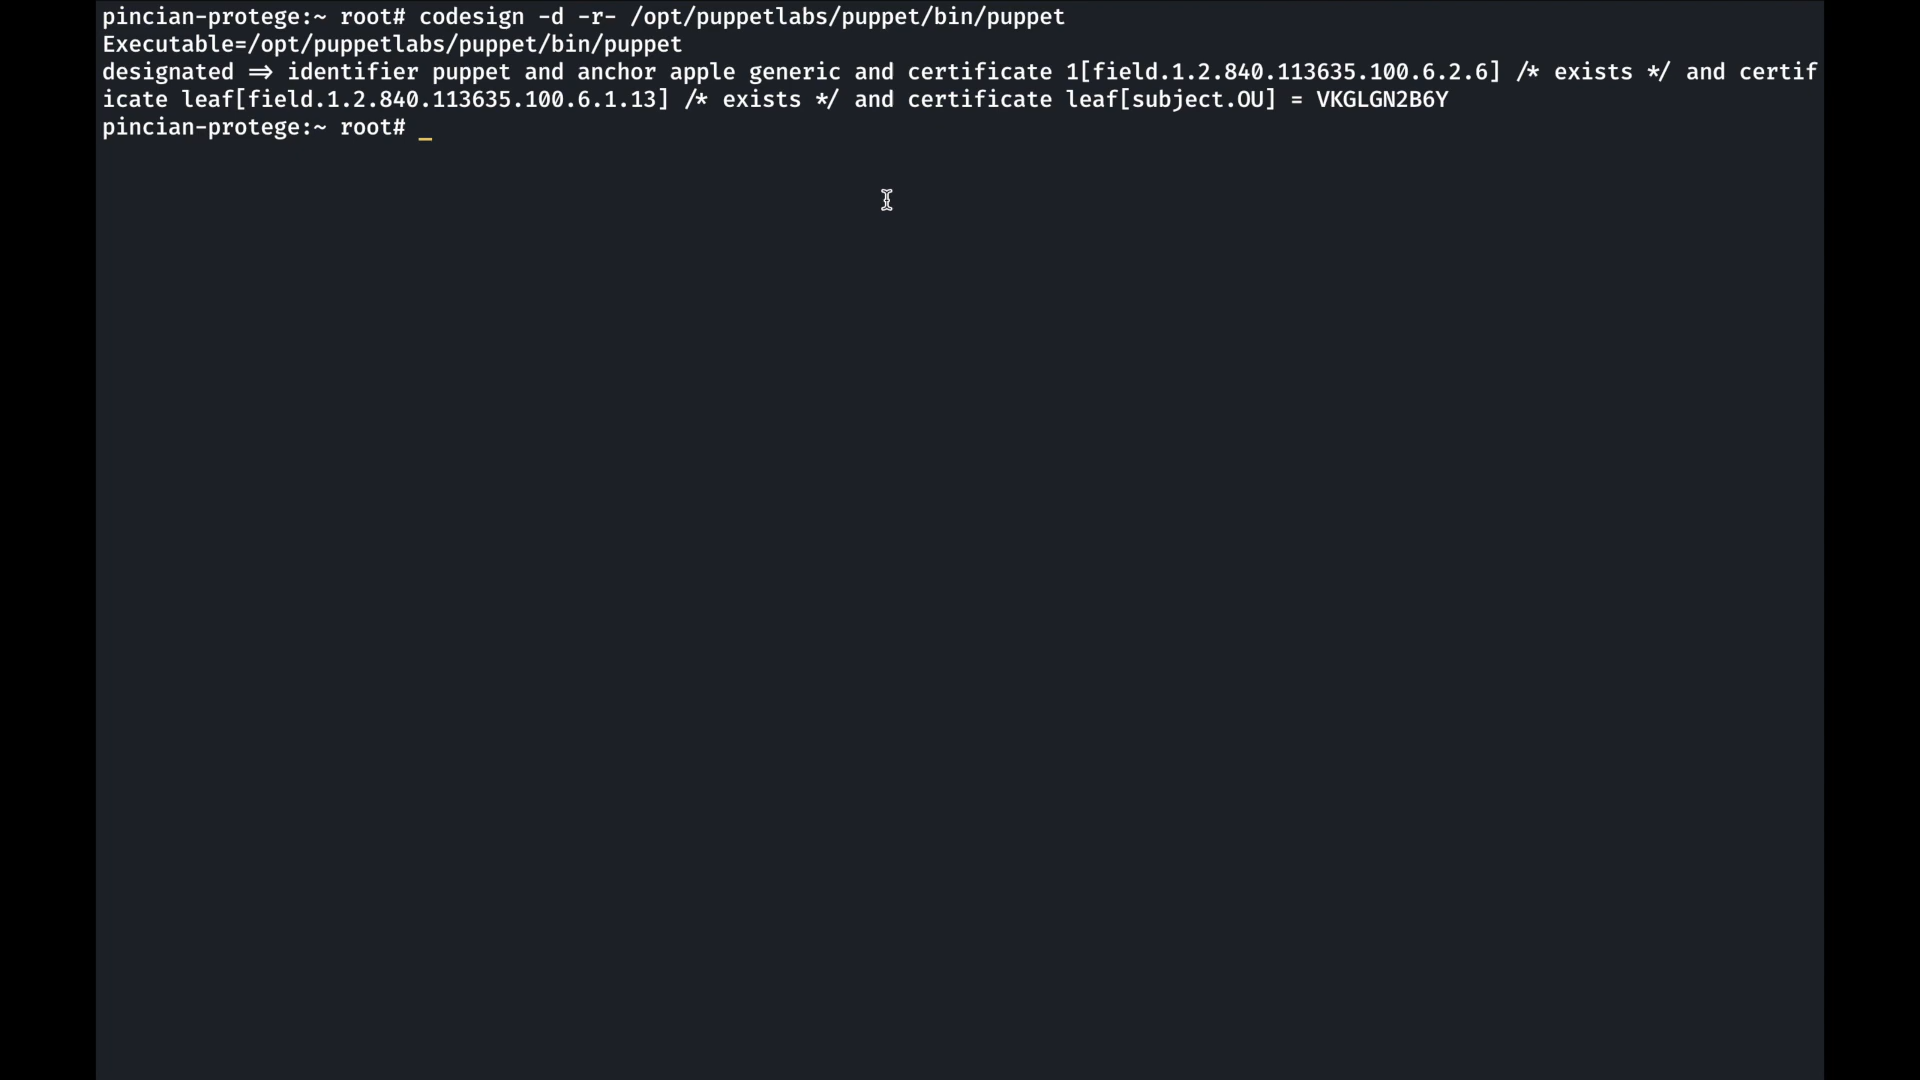 pincian-protege:~ root# codesign -d -r- /opt/puppetlabs/puppet/bin/puppet
Executable=/opt/puppetlabs/puppet/bin/puppet
designated => identifier puppet and anchor apple generic and certificate 1[field.1.2.840.113635.100.6.2.6] /* exists */ and certif
icate leaf[field.1.2.840.113635.100.6.1.13] /* exists */ and certificate leaf[subject.OU] = VKGLGN2B6Y
pincian-protege:~ root# _